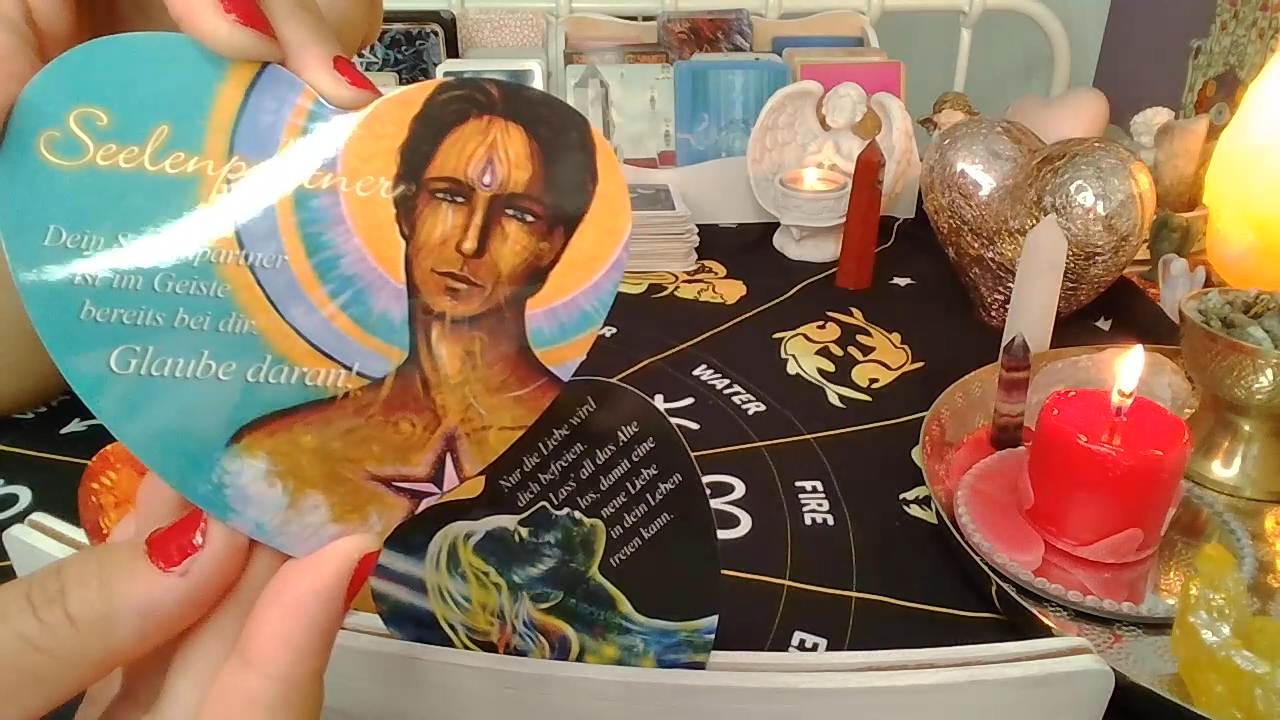 Seelenpartner
Dein Seelenpartner
ist im Geiste
bereits bei dir.
Glaube daran!
Nur die Liebe wird
dich befreien.
Lass' all das Alte
los, damit eine
neue Liebe
in dein Leben
treten kann.
WATER
FIRE